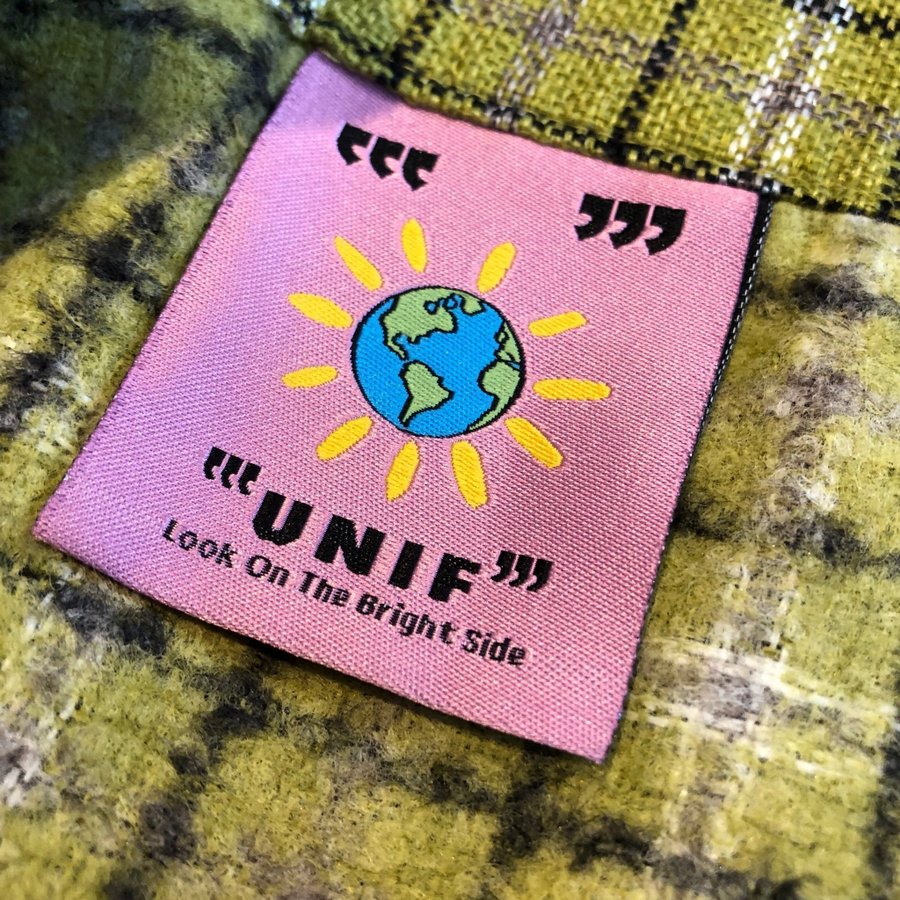 ‘‘‘ ’’’
‘‘‘UNIF’’’
Look On The Bright Side